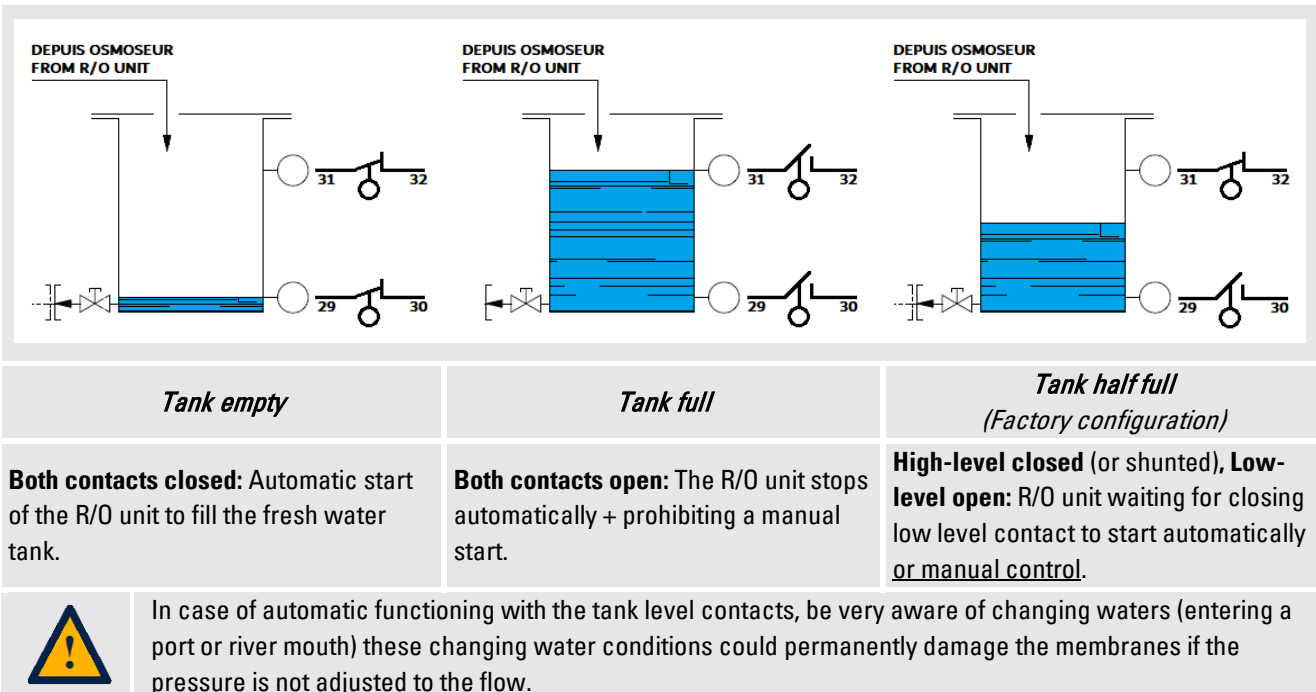 DEPUIS OSMOSEUR
FROM R/O UNIT
31
32
29
30
DEPUIS OSMOSEUR
FROM R/O UNIT
31
32
29
30
DEPUIS OSMOSEUR
FROM R/O UNIT
31
32
29
30
Tank empty
Tank full
Tank half full
(Factory configuration)
Both contacts closed: Automatic start
of the R/O unit to fill the fresh water
tank.
Both contacts open: The R/O unit stops
automatically + prohibiting a manual
start.
High-level closed (or shunted), Low-
level open: R/O unit waiting for closing
low level contact to start automatically
or manual control.
In case of automatic functioning with the tank level contacts, be very aware of changing waters (entering a
port or river mouth) these changing water conditions could permanently damage the membranes if the
pressure is not adjusted to the flow.